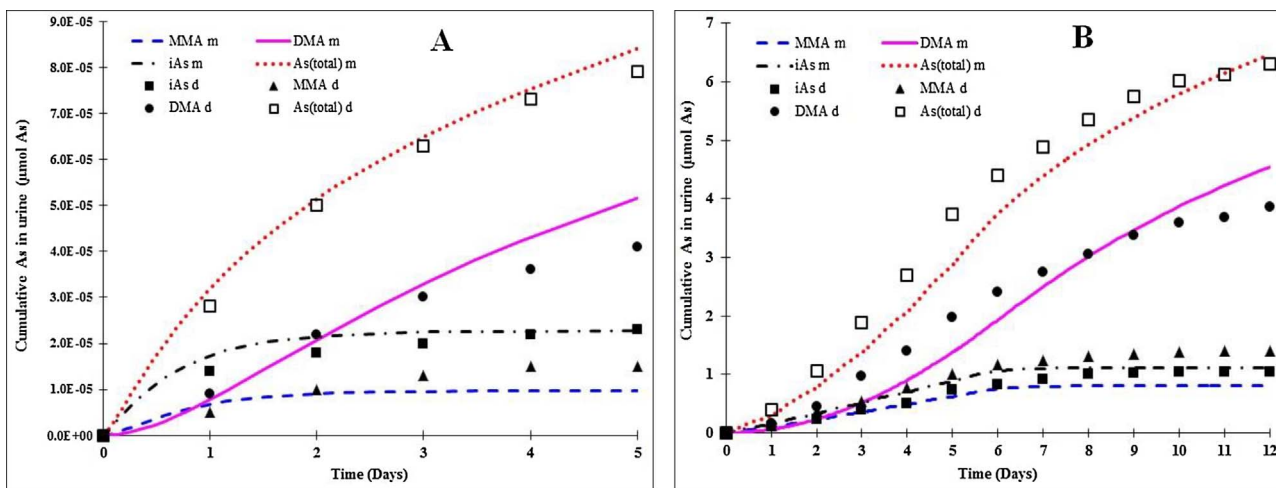 A
Cumulative As in urine (µmol As)
9.0E-05
8.0E-05
7.0E-05
6.0E-05
5.0E-05
4.0E-05
3.0E-05
2.0E-05
1.0E-05
0.0E+00
MMA m
DMA m
iAs m
As(total) m
iAs d
MMA d
DMA d
As(total) d
0 1 2 3 4 5
Time (Days)
B
Cumulative As in urine (µmol As)
7
6
5
4
3
2
1
0
MMA m
DMA m
iAs m
As(total) m
iAs d
MMA d
DMA d
As(total) d
0 1 2 3 4 5 6 7 8 9 10 11 12
Time (Days)